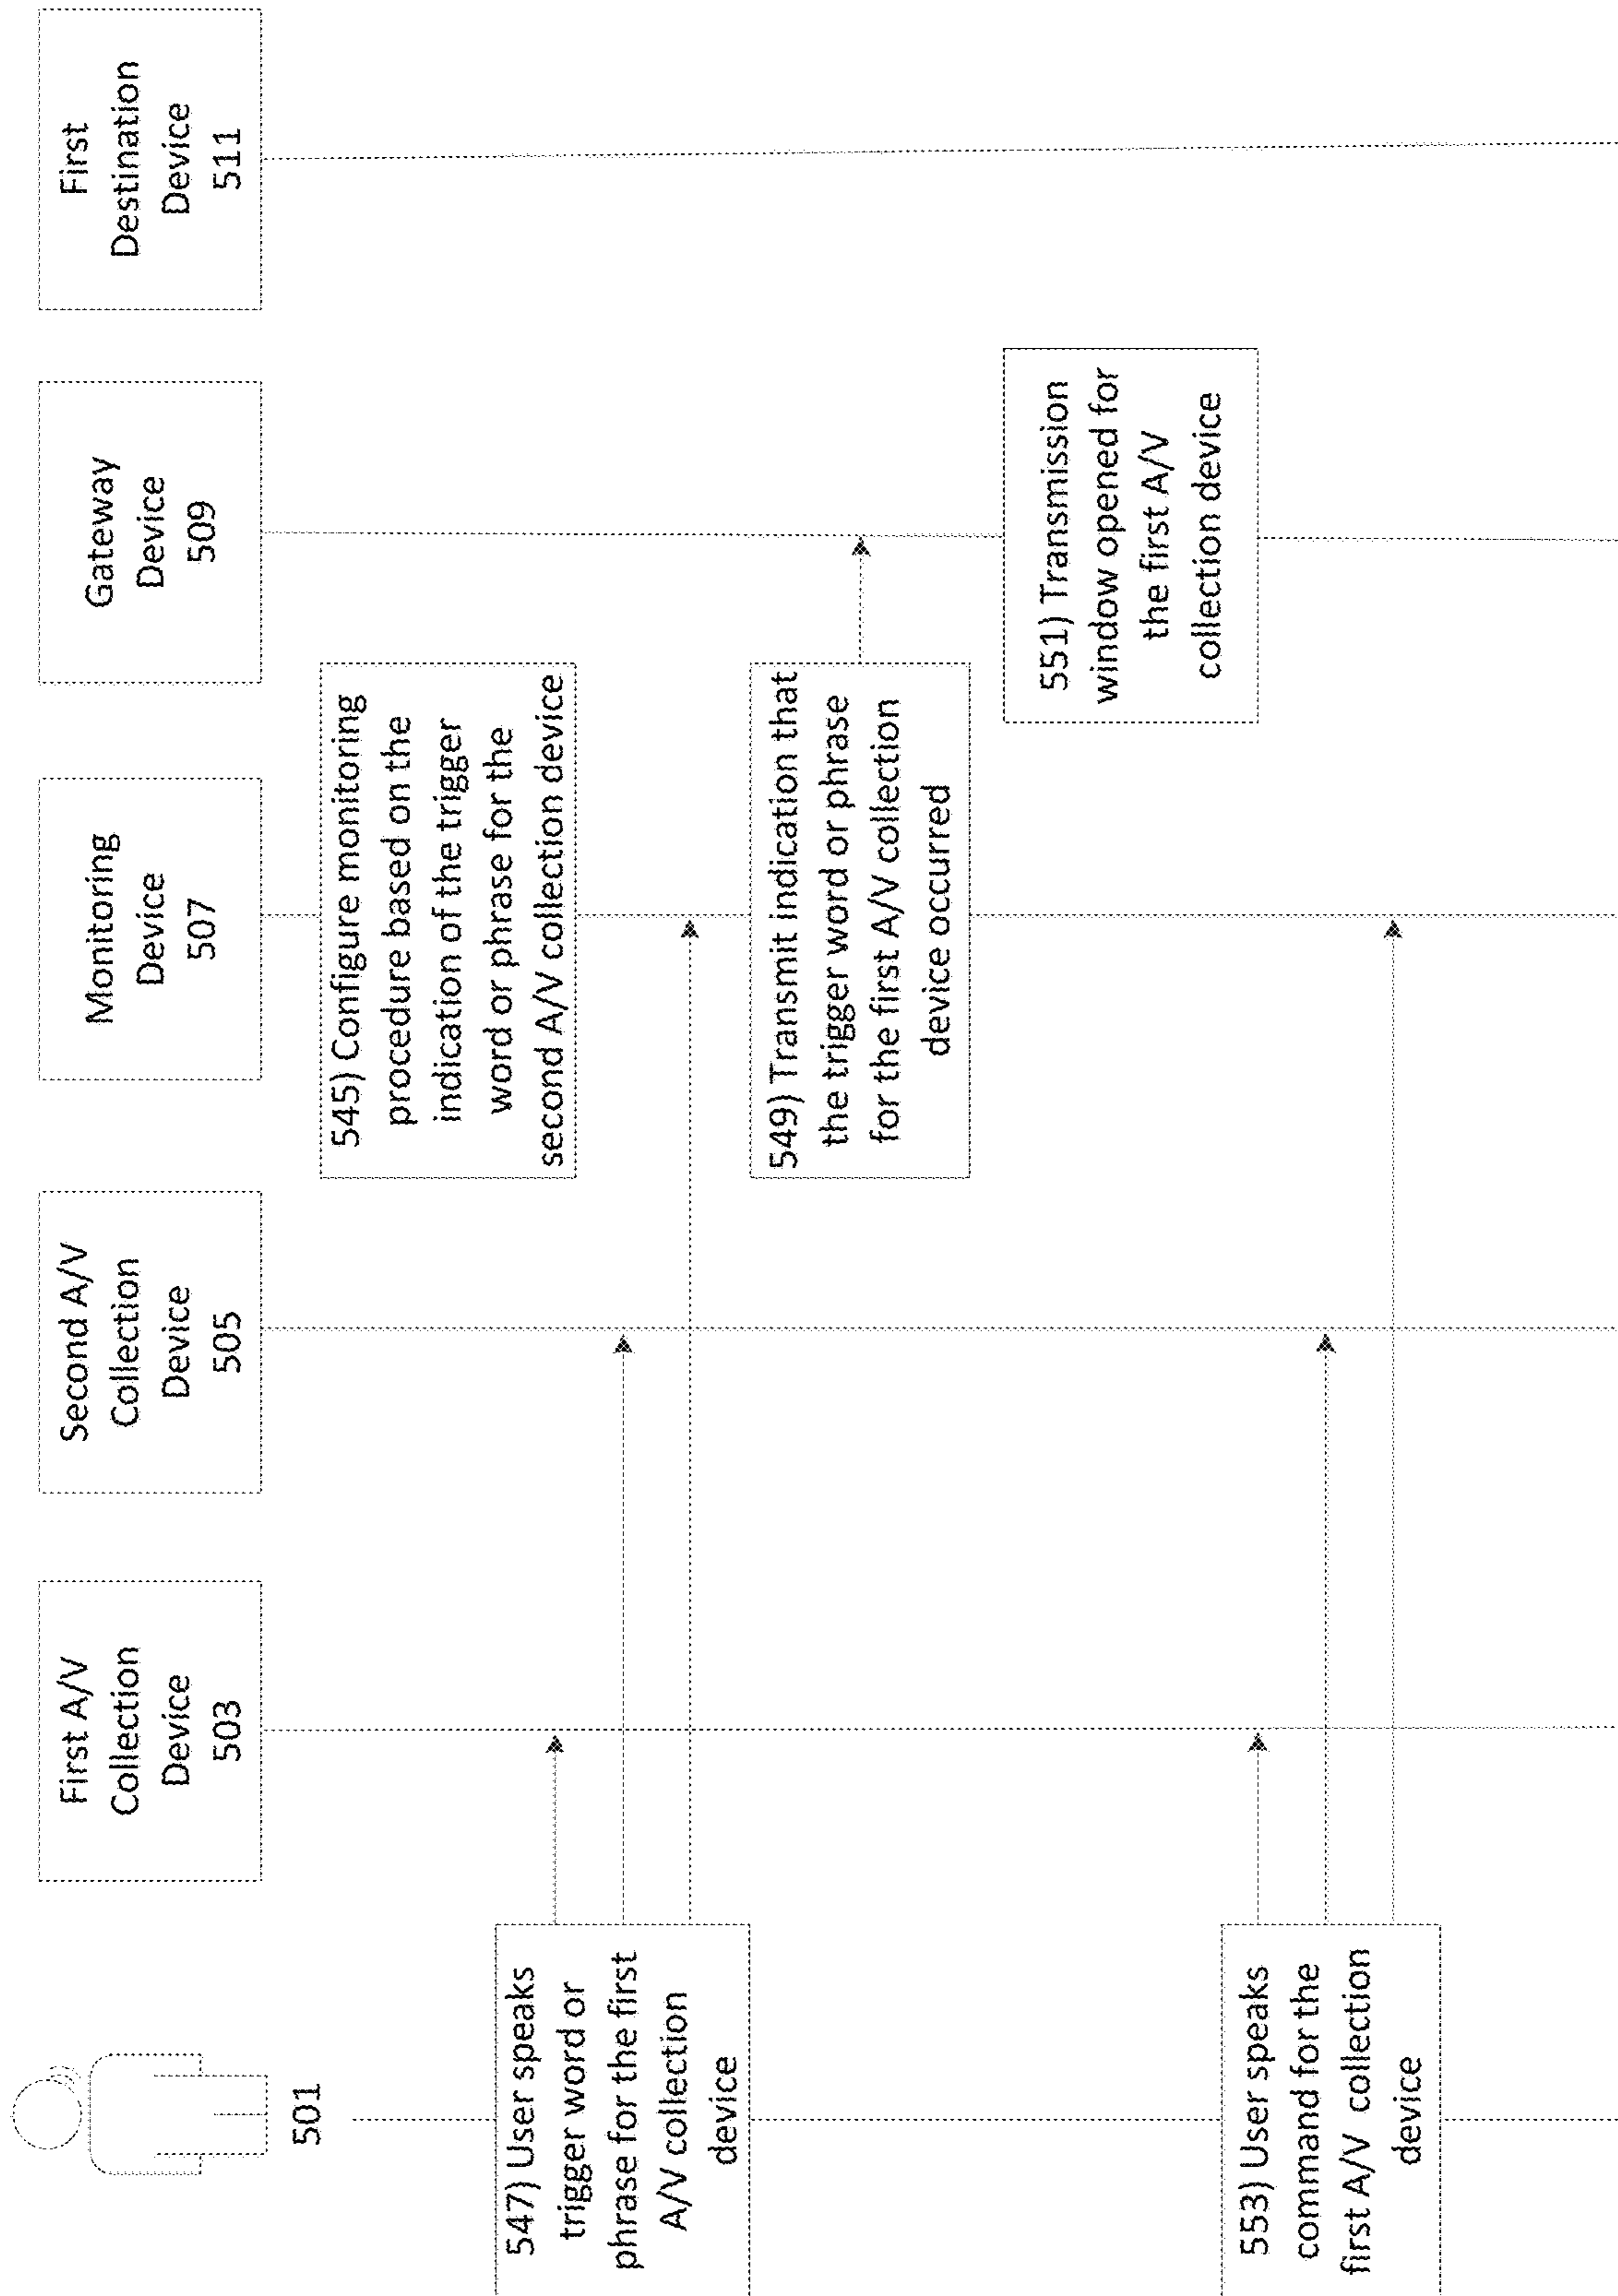 501
First A/V
Collection
Device
503
Second A/V
Collection
Device
505
Monitoring
Device
507
Gateway
Device
509
First
Destination
Device
511
545) Configure monitoring
procedure based on the
indication of the trigger
word or phrase for the
second A/V collection device
547) User speaks
trigger word or
phrase for the first
A/V collection
device
549) Transmit indication that
the trigger word or phrase
for the first A/V collection
device occurred
551) Transmission
window opened for
the first A/V
collection device
553) User speaks
command for the
first A/V collection
device